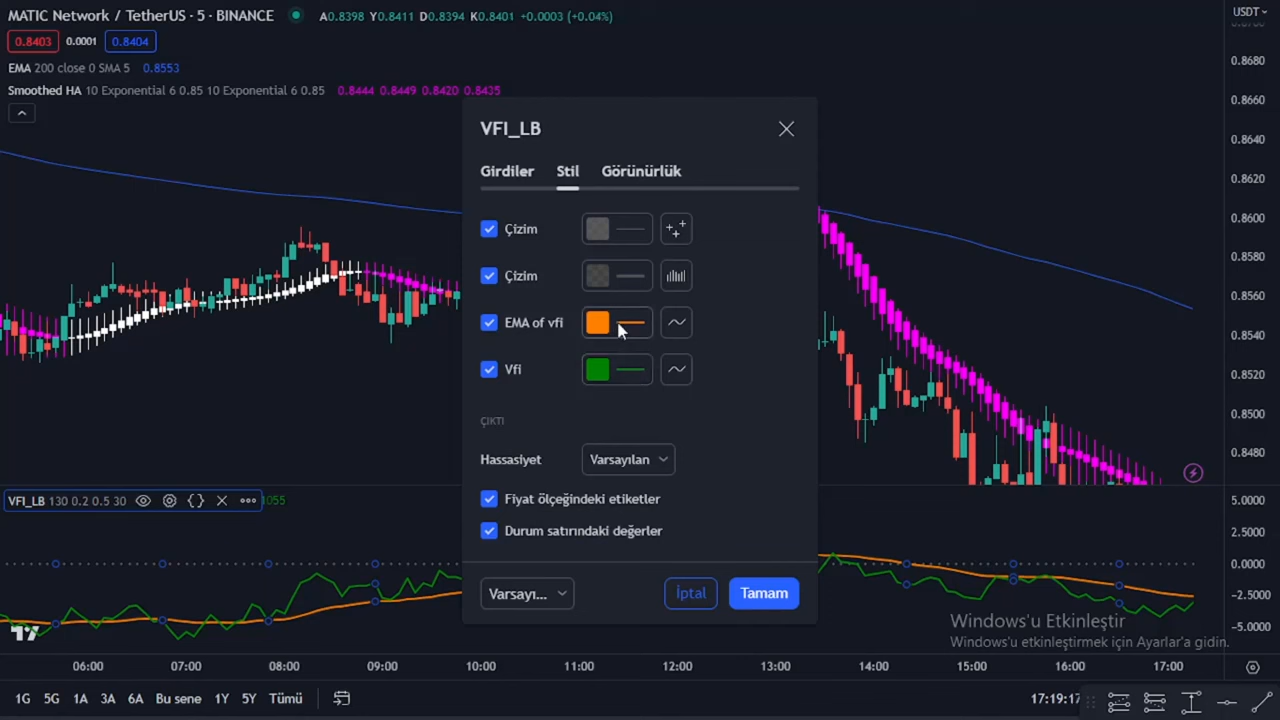 MATIC Network / TetherUS · 5 · BINANCE A0.8398 Y0.8411 D0.8394 K0.8401 +0.0003 (+0.04%)
0.8403 0.0001 0.8404
EMA 200 close 0 SMA 5 0.8553
Smoothed HA 10 Exponential 6 0.85 10 Exponential 6 0.85 0.8444 0.8449 0.8420 0.8435
USDT
0.8680
0.8660
0.8640
0.8620
0.8600
0.8580
0.8560
0.8540
0.8520
0.8500
0.8480
VFI_LB
Girdiler Stil Görünürlük
Çizim
Çizim
EMA of vfi
Vfi
ÇIKTI
Hassasiyet Varsayılan
Fiyat ölçeğindeki etiketler
Durum satırındaki değerler
Varsayı... İptal Tamam
VFI_LB 130 0.2 0.5 30
5.0000
2.5000
0.0000
-2.5000
-5.0000
Windows'u Etkinleştir
Windows'u etkinleştirmek için Ayarlar'a gidin.
06:00 07:00 08:00 09:00 10:00 11:00 12:00 13:00 14:00 15:00 16:00 17:00
1G 5G 1A 3A 6A Bu sene 1Y 5Y Tümü 17:19:17